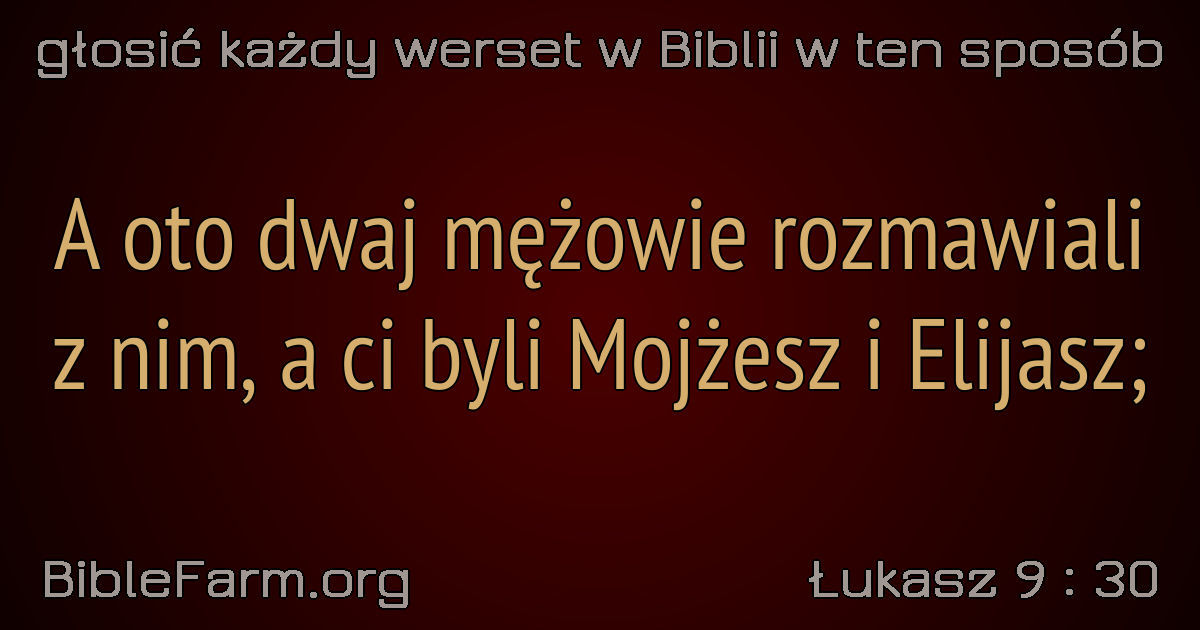 głosić każdy werset w Biblii w ten sposób
A oto dwaj mężowie rozmawiali
z nim, a ci byli Mojżesz i Elijasz;
BibleFarm.org
Łukasz 9 : 30